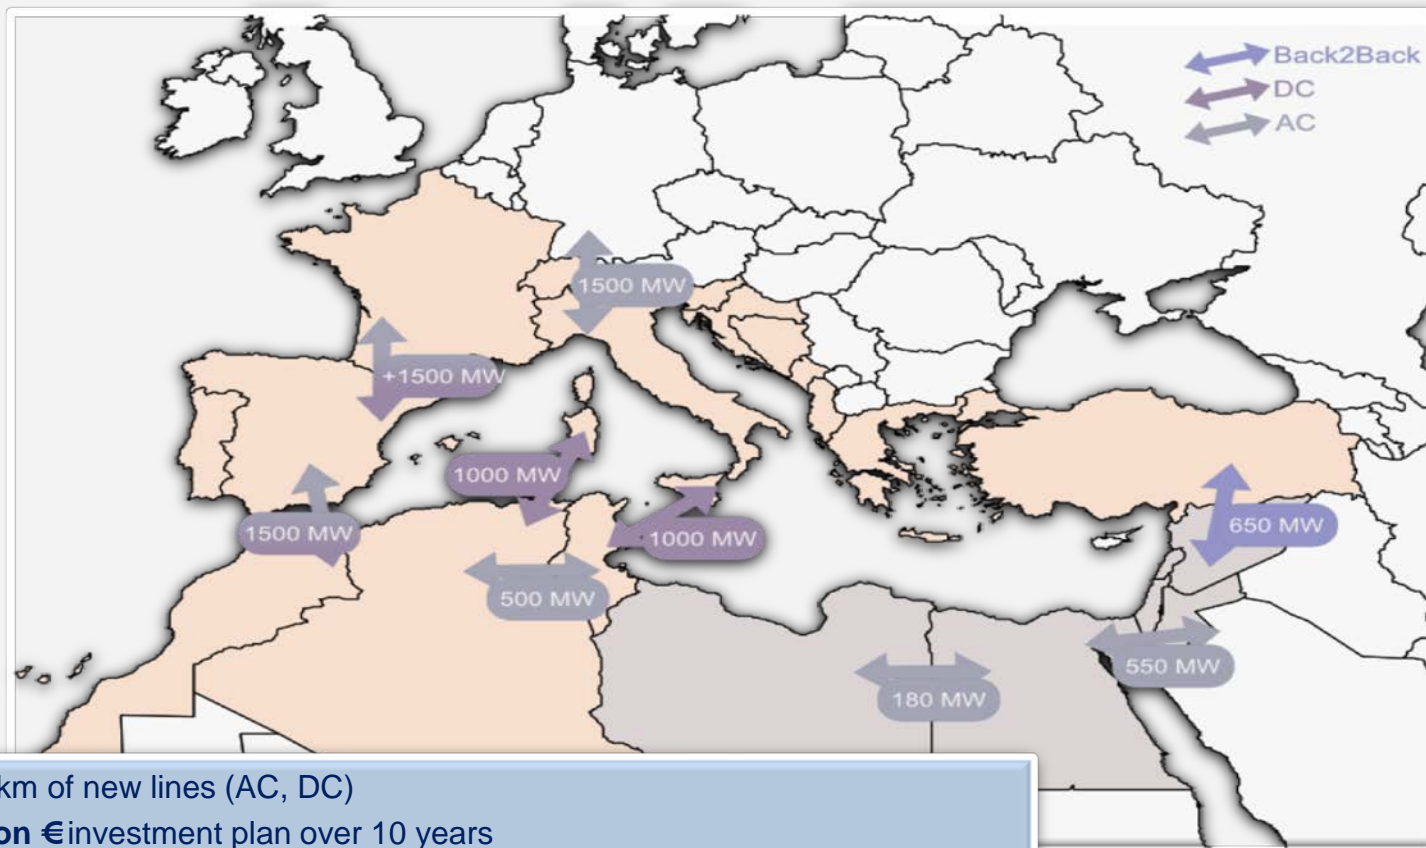 Back2Back
DC
AC
1500 MW
+1500 MW
1000 MW
1500 MW
1000 MW
650 MW
500 MW
550 MW
180 MW
km of new lines (AC, DC)
on € investment plan over 10 years